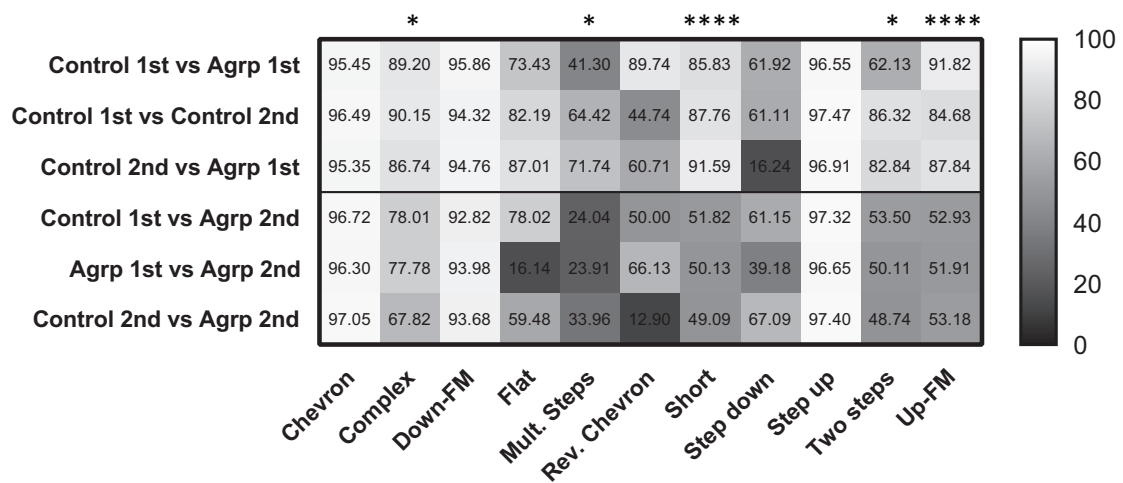 * * **** * ****
Control 1st vs Agrp 1st 95.45 89.20 95.86 73.43 41.30 89.74 85.83 61.92 96.55 62.13 91.82
Control 1st vs Control 2nd 96.49 90.15 94.32 82.19 64.42 44.74 87.76 61.11 97.47 86.32 84.68
Control 2nd vs Agrp 1st 95.35 86.74 94.76 87.01 71.74 60.71 91.59 16.24 96.91 82.84 87.84
Control 1st vs Agrp 2nd 96.72 78.01 92.82 78.02 24.04 50.00 51.82 61.15 97.32 53.50 52.93
Agrp 1st vs Agrp 2nd 96.30 77.78 93.98 16.14 23.91 66.13 50.13 39.18 96.65 50.11 51.91
Control 2nd vs Agrp 2nd 97.05 67.82 93.68 59.48 33.96 12.90 49.09 67.09 97.40 48.74 53.18
Chevron
Complex
Down-FM
Flat
Mult. Steps
Rev. Chevron
Short
Step down
Step up
Two steps
Up-FM
100
80
60
40
20
0